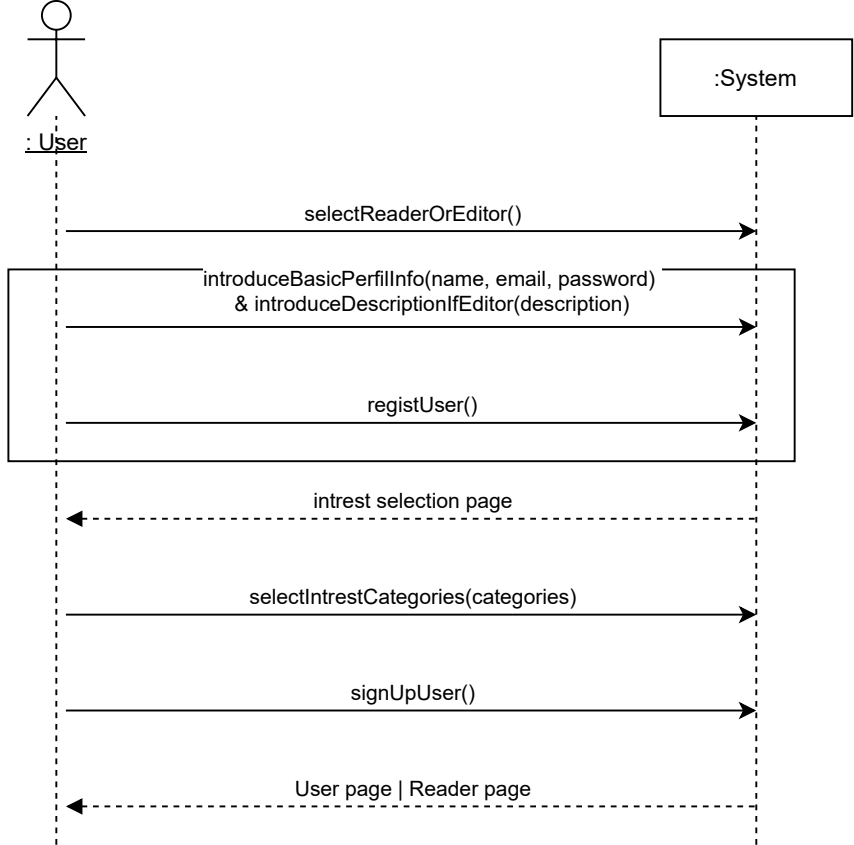 : User
:System
selectReaderOrEditor()
introduceBasicPerfilInfo(name, email, password)
& introduceDescriptionIfEditor(description)
registUser()
intrest selection page
selectIntrestCategories(categories)
signUpUser()
User page | Reader page